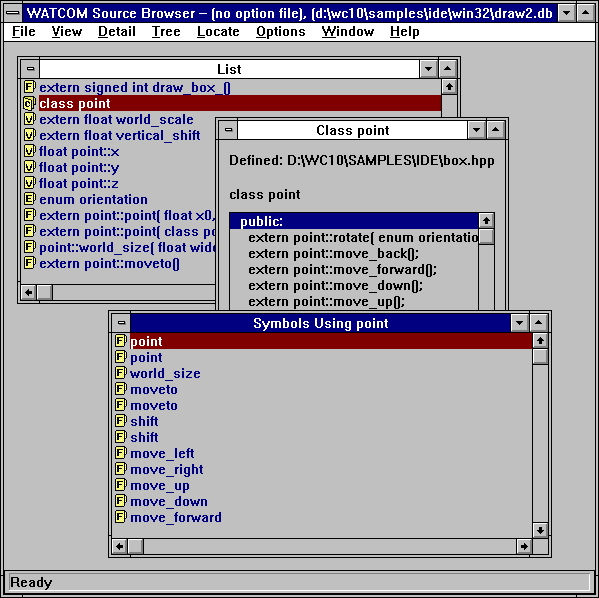 WATCOM Source Browser – (no option file), (d:\wc10\samples\ide\win32\draw2.db
File View Detail Tree Locate Options Window Help
List
F extern signed int draw_box_()
C class point
V extern float world_scale
V extern float vertical_shift
V float point::x
V float point::y
V float point::z
E enum orientation
F extern point::point( float x0,
F extern point::point( class po
F point::world_size( float wide
F extern point::moveto()
Class point
Defined: D:\WC10\SAMPLES\IDE\box.hpp
class point
public:
extern point::rotate( enum orientatio
extern point::move_back();
extern point::move_forward();
extern point::move_down();
extern point::move_up();
Symbols Using point
F point
F point
F world_size
F moveto
F moveto
F shift
F shift
F move_left
F move_right
F move_up
F move_down
F move_forward
Ready